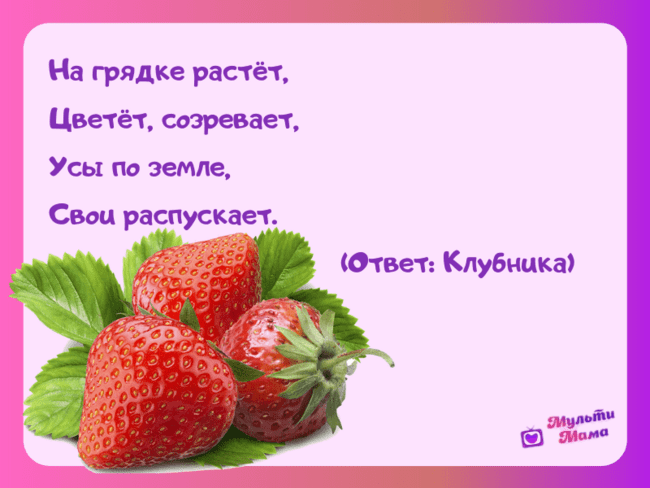 На грядке растёт,
Цветёт, созревает,
Усы по земле,
Свои распускает.
(Ответ: Клубника)
Мульти
Мама